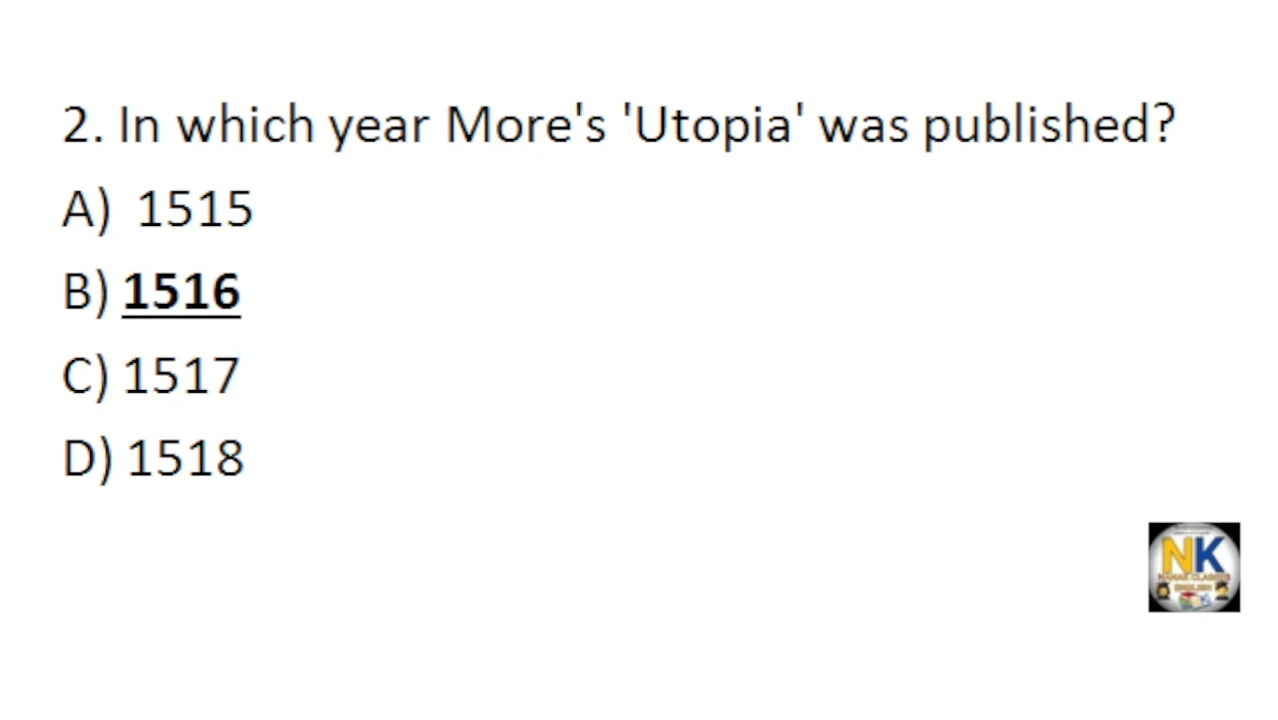 2. In which year More's 'Utopia' was published?
A) 1515
B) 1516
C) 1517
D) 1518
NK